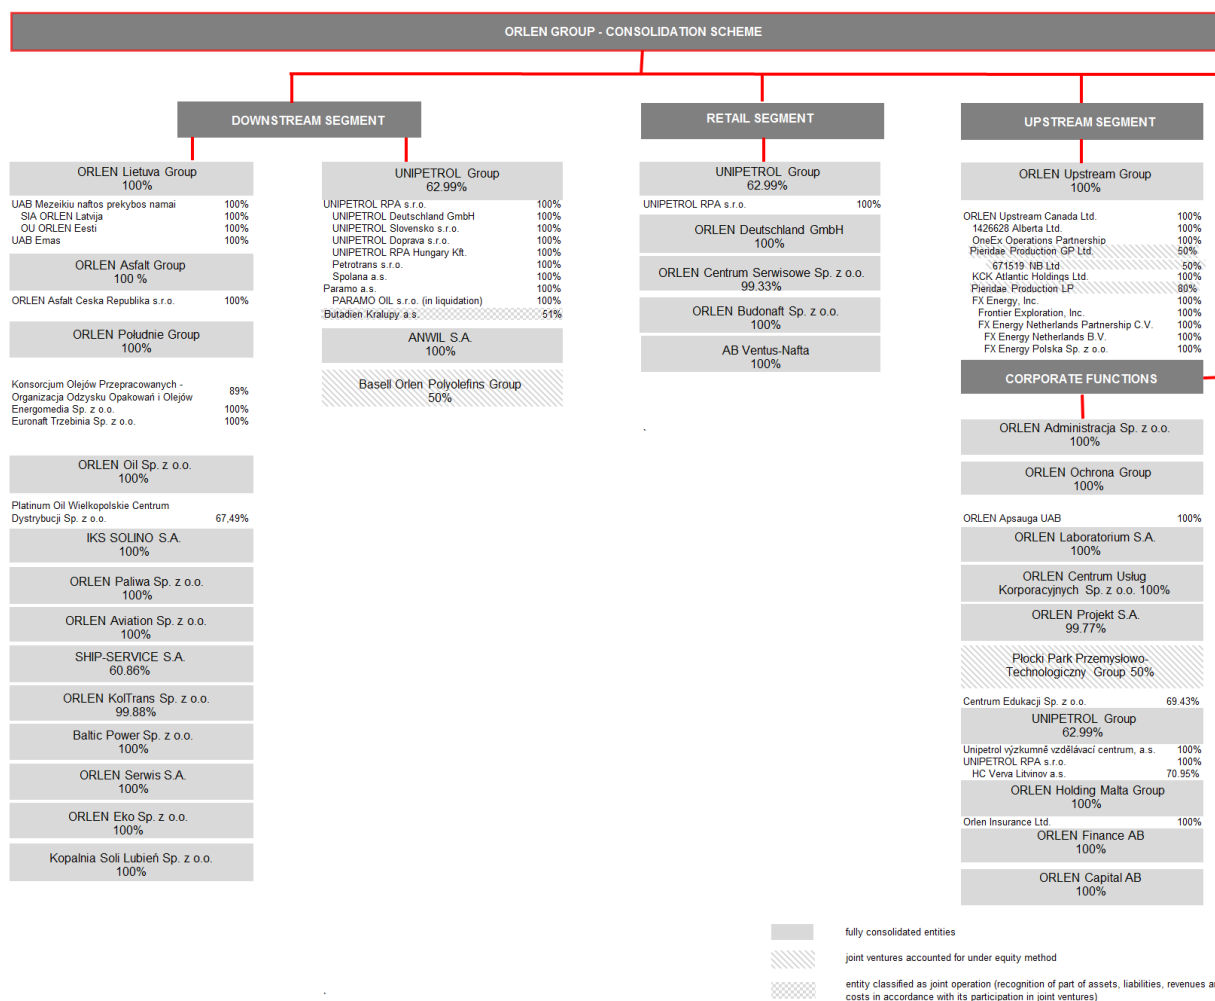 ORLEN GROUP - CONSOLIDATION SCHEME
DOWNSTREAM SEGMENT
ORLEN Lietuva Group
100%
UAB Mezeikiu naftos prekybos namai 100%
SIA ORLEN Latvija 100%
OU ORLEN Eesti 100%
UAB Emas 100%
ORLEN Asfalt Group
100 %
ORLEN Asfalt Ceska Republika s.r.o. 100%
ORLEN Południe Group
100%
Konsorcjum Olejów Przepracowanych -
Organizacja Odzysku Opakowań i Olejów 89%
Energomedia Sp. z o.o. 100%
Euronaft Trzebinia Sp. z o.o. 100%
ORLEN Oil Sp. z o.o.
100%
Platinum Oil Wielkopolskie Centrum
Dystrybucji Sp. z o.o. 67,49%
IKS SOLINO S.A.
100%
ORLEN Paliwa Sp. z o.o.
100%
ORLEN Aviation Sp. z o.o.
100%
SHIP-SERVICE S.A.
60.86%
ORLEN KolTrans Sp. z o.o.
99.88%
Baltic Power Sp. z o.o.
100%
ORLEN Serwis S.A.
100%
ORLEN Eko Sp. z o.o.
100%
Kopalnia Soli Lubień Sp. z o.o.
100%
UNIPETROL Group
62.99%
UNIPETROL RPA s.r.o. 100%
UNIPETROL Deutschland GmbH 100%
UNIPETROL Slovensko s.r.o. 100%
UNIPETROL Doprava s.r.o. 100%
UNIPETROL RPA Hungary Kft. 100%
Petrotrans s.r.o. 100%
Spolana a.s. 100%
Paramo a.s. 100%
PARAMO OIL s.r.o. (in liquidation) 100%
Butadien Kralupy a.s. 51%
ANWIL S.A.
100%
Basell Orlen Polyolefins Group
50%
RETAIL SEGMENT
UNIPETROL Group
62.99%
UNIPETROL RPA s.r.o. 100%
ORLEN Deutschland GmbH
100%
ORLEN Centrum Serwisowe Sp. z o.o.
99.33%
ORLEN Budonaft Sp. z o.o.
100%
AB Ventus-Nafta
100%
UPSTREAM SEGMENT
ORLEN Upstream Group
100%
ORLEN Upstream Canada Ltd. 100%
1426628 Alberta Ltd. 100%
OneEx Operations Partnership 100%
Pieridae Production GP Ltd. 50%
671519 NB Ltd 50%
KCK Atlantic Holdings Ltd. 100%
Pieridae Production LP 80%
FX Energy, Inc. 100%
Frontier Exploration, Inc. 100%
FX Energy Netherlands Partnership C.V. 100%
FX Energy Netherlands B.V. 100%
FX Energy Polska Sp. z o.o. 100%
CORPORATE FUNCTIONS
ORLEN Administracja Sp. z o.o.
100%
ORLEN Ochrona Group
100%
ORLEN Apsauga UAB 100%
ORLEN Laboratorium S.A.
100%
ORLEN Centrum Usług
Korporacyjnych Sp. z o.o. 100%
ORLEN Projekt S.A.
99.77%
Płocki Park Przemysłowo-
Technologiczny Group 50%
Centrum Edukacji Sp. z o.o. 69.43%
UNIPETROL Group
62.99%
Unipetrol výzkumně vzdělávací centrum, a.s. 100%
UNIPETROL RPA s.r.o. 100%
HC Verva Litvinov a.s. 70.95%
ORLEN Holding Malta Group
100%
Orlen Insurance Ltd. 100%
ORLEN Finance AB
100%
ORLEN Capital AB
100%
fully consolidated entities
joint ventures accounted for under equity method
entity classified as joint operation (recognition of part of assets, liabilities, revenues
costs in accordance with its participation in joint ventures)